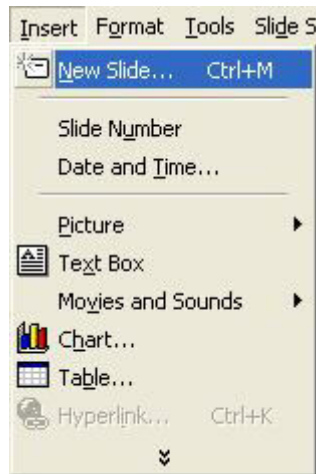 Insert Format Tools Slide S
New Slide... Ctrl+M
Slide Number
Date and Time...
Picture
Text Box
Movies and Sounds
Chart...
Table...
Hyperlink... Ctrl+K